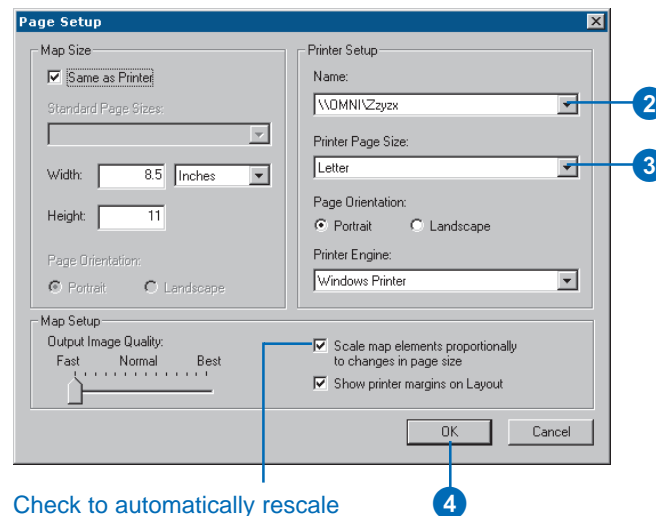 Page Setup
Map Size
Same as Printer
Standard Page Sizes:
Width: 8.5 Inches
Height: 11
Page Orientation:
Portrait Landscape
Printer Setup
Name:
\\OMNI\Zzyzx
2
Printer Page Size:
Letter
3
Page Orientation:
Portrait Landscape
Printer Engine:
Windows Printer
Map Setup
Output Image Quality:
Fast Normal Best
Scale map elements proportionally
to changes in page size
Show printer margins on Layout
OK Cancel
Check to automatically rescale
4